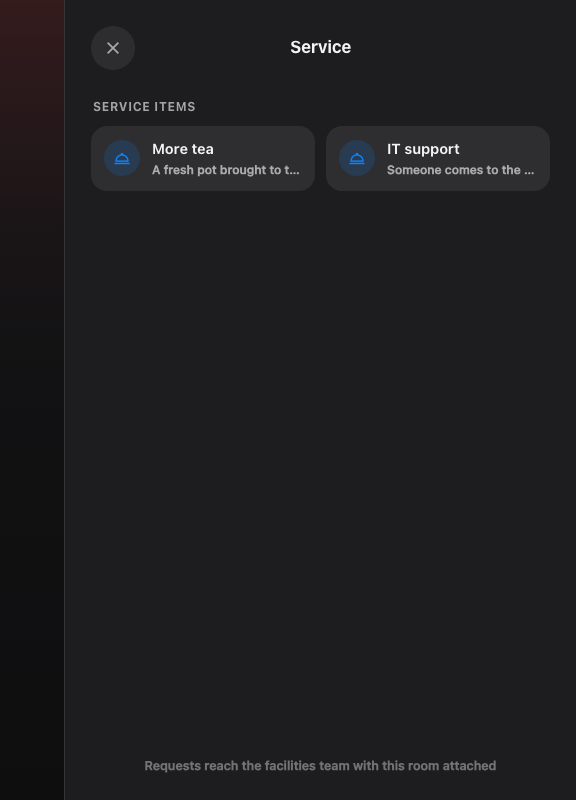 Service
SERVICE ITEMS
More tea
A fresh pot brought to t...
IT support
Someone comes to the ...
Requests reach the facilities team with this room attached